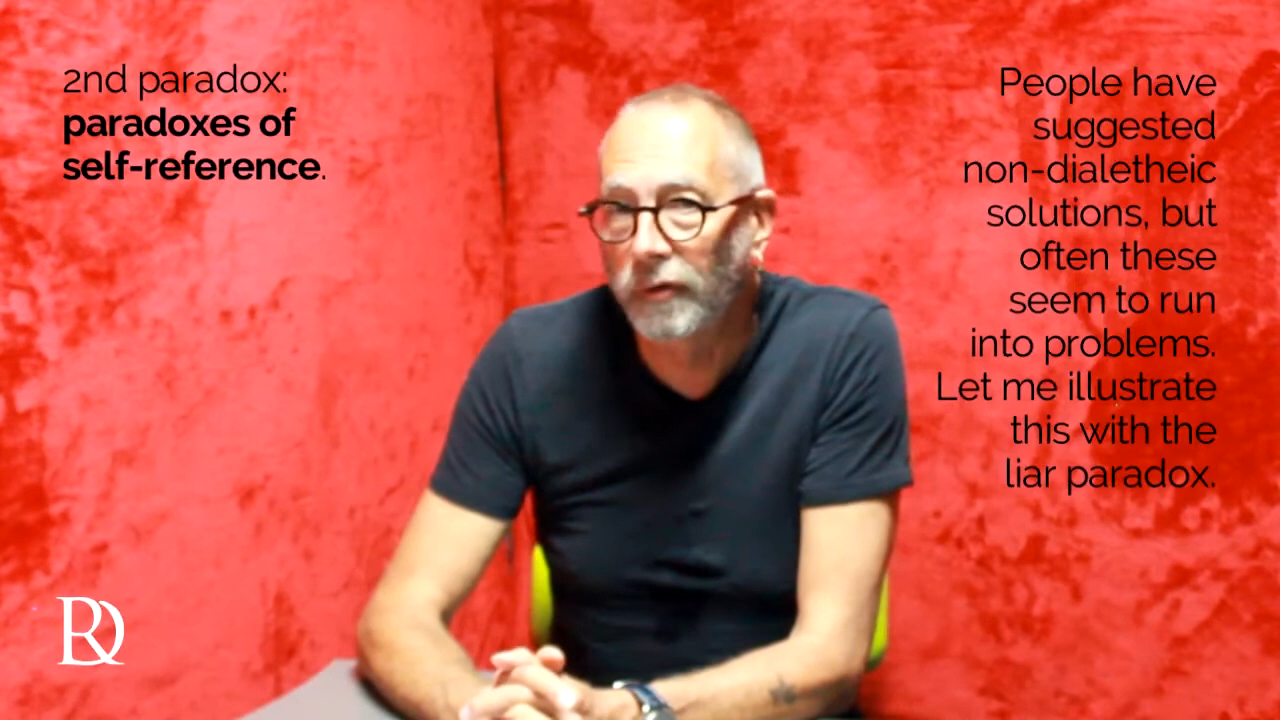 2nd paradox:
paradoxes of
self-reference.
People have
suggested
non-dialetheic
solutions, but
often these
seem to run
into problems.
Let me illustrate
this with the
liar paradox.
RD